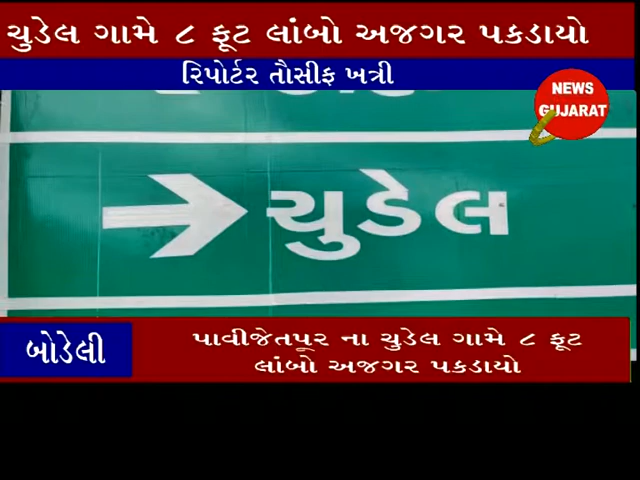 ચુડેલ ગામે ૮ ફૂટ લાંબો અજગર પકડાયો
રિપોર્ટર તૌસીફ ખત્રી
NEWS
GUJARAT
ચુડેલ
બોડેલી
પાવીજેતપૂર ના ચુડેલ ગામે ૮ ફૂટ
લાંબો અજગર પકડાયો